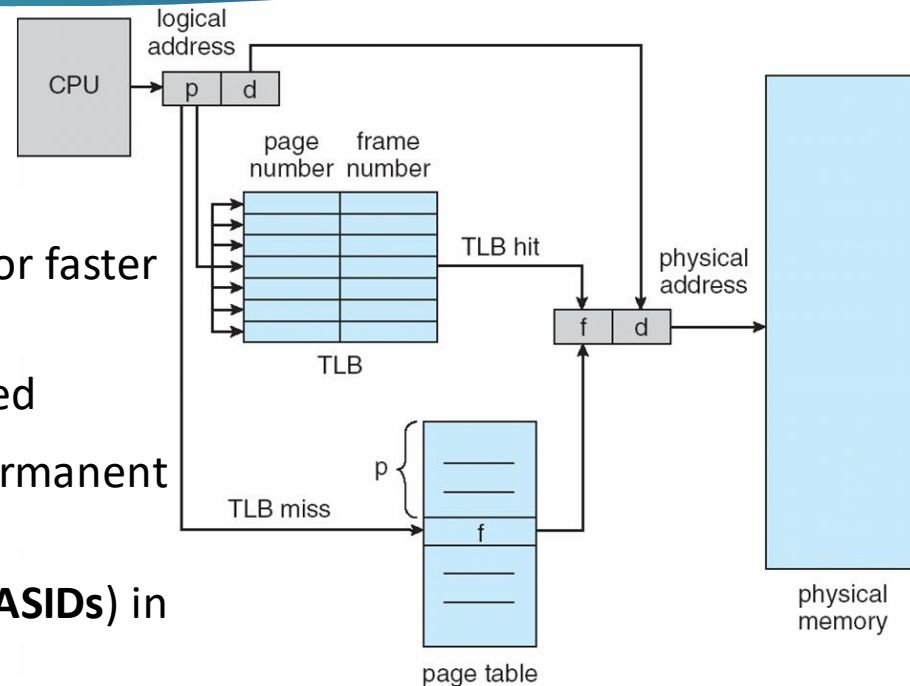 or faster
ed
rmanent
ASIDs) in
logical
address
CPU
p d
page frame
number number
TLB hit
TLB
physical
address
f d
p
TLB miss
f
page table
physical
memory